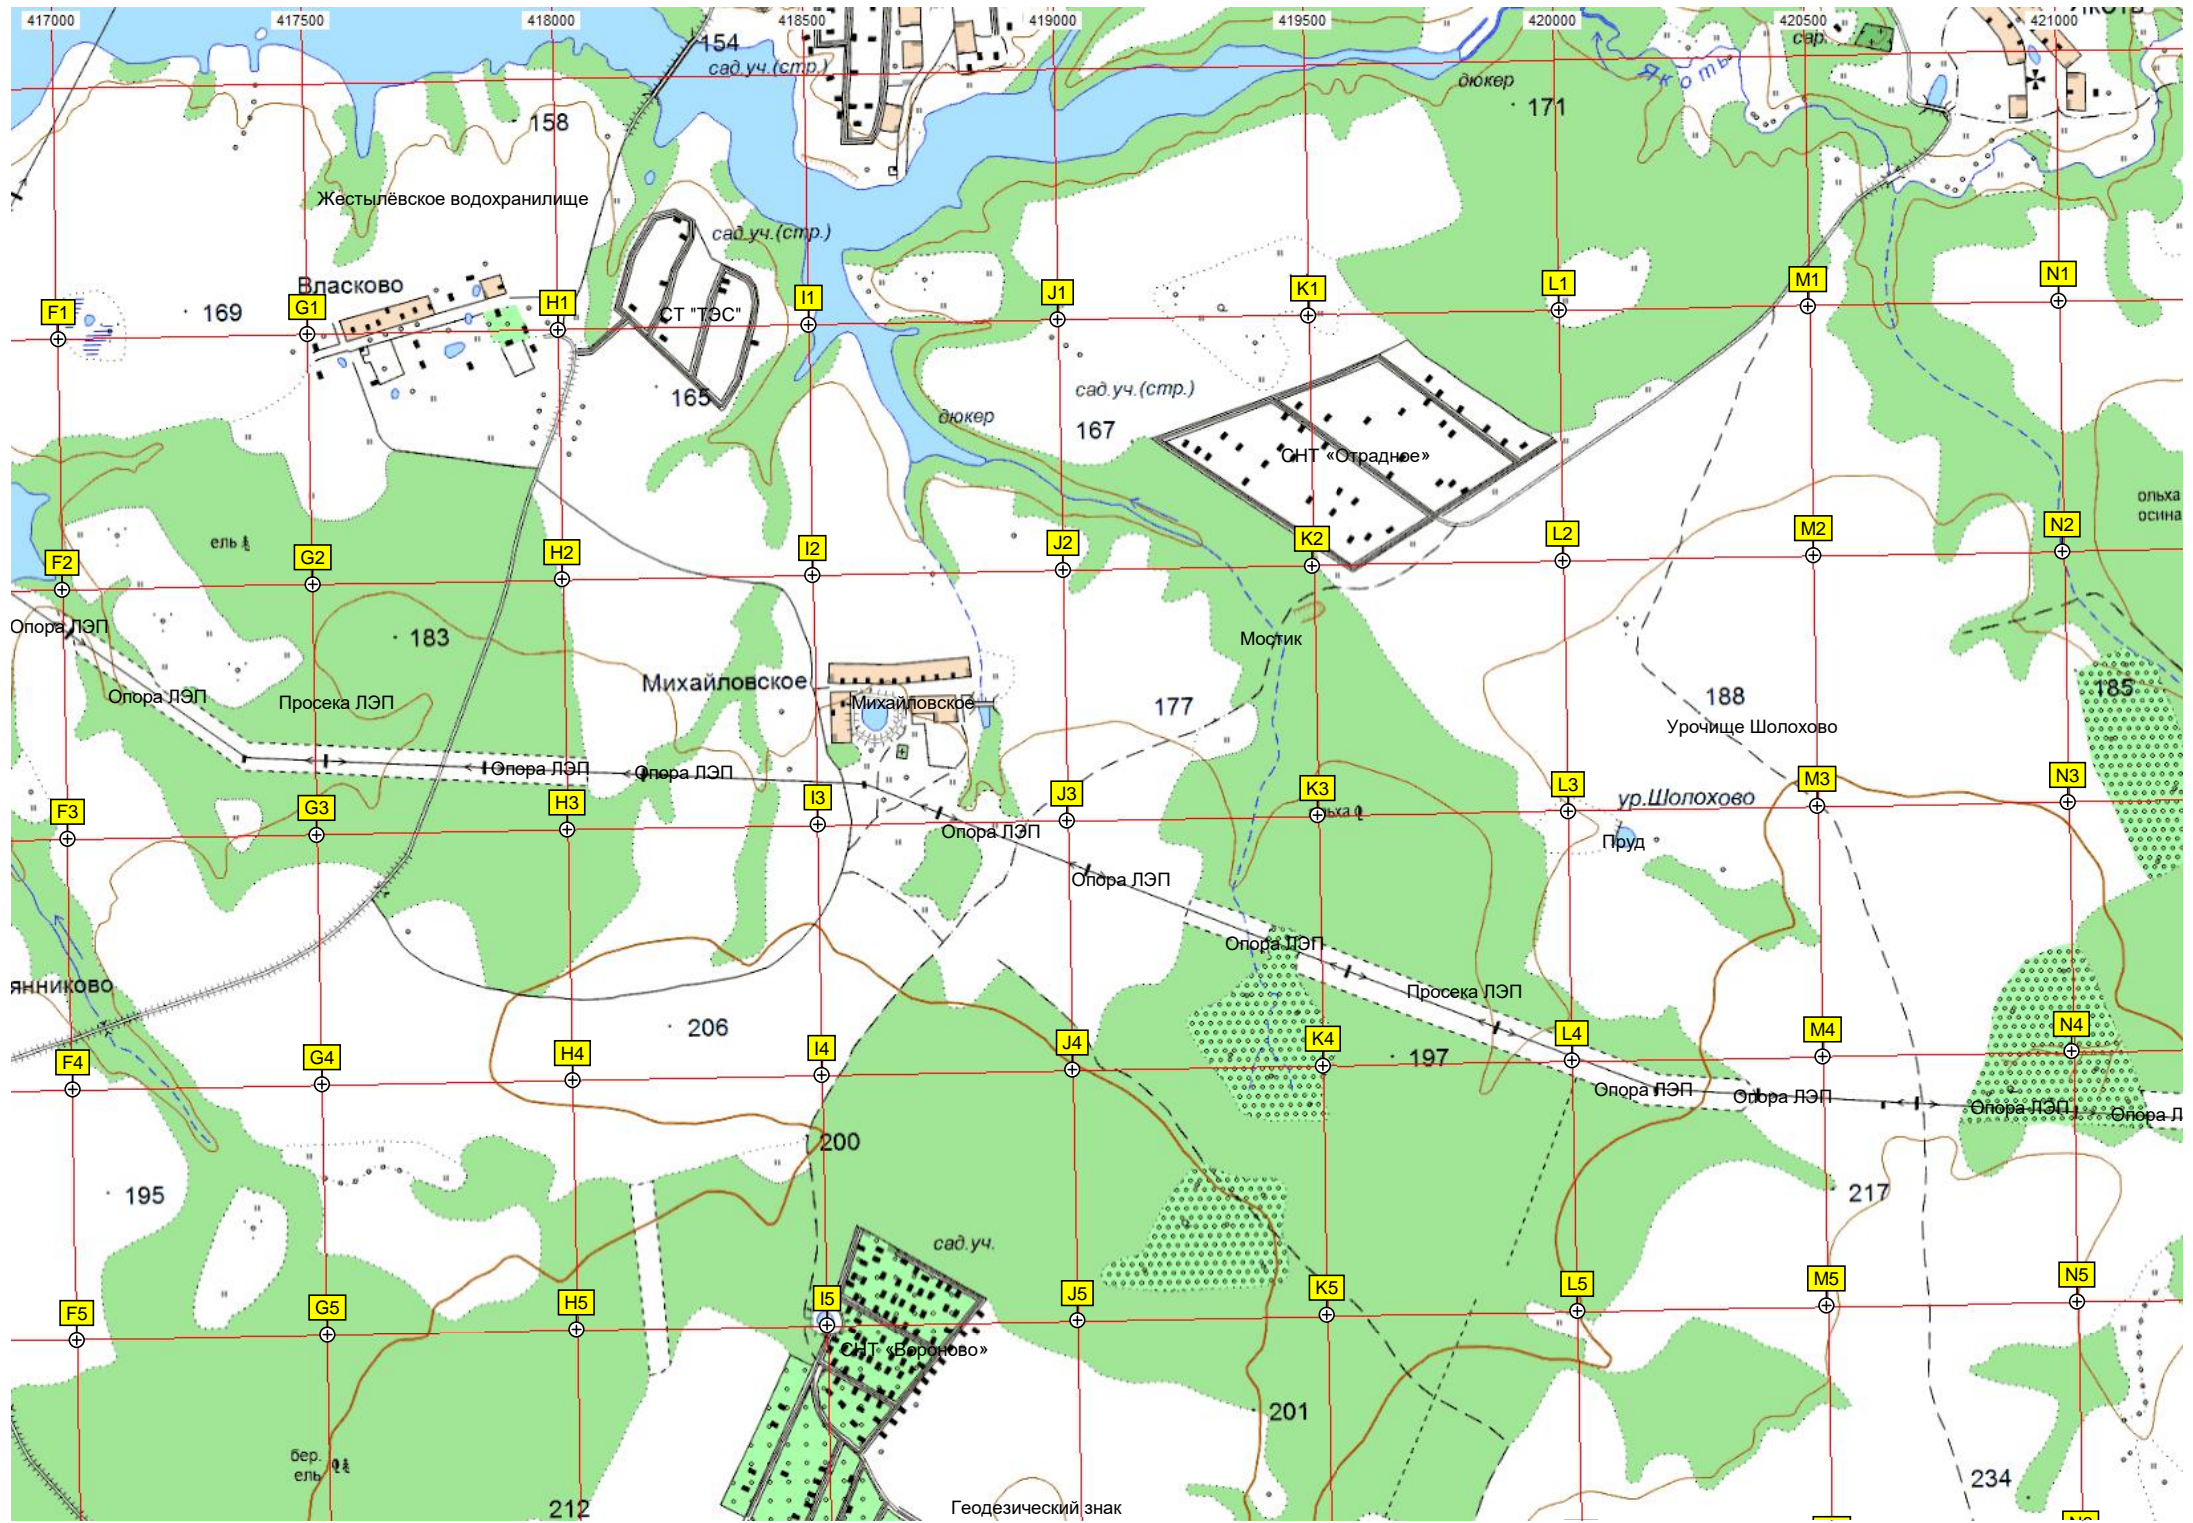 417000 417500 418000 418500 419000 419500 420000 420500 421000
154
сад.уч.(стр.)
сар.
Якоть
дюкер
171
158
Жестылёвское водохранилище
сад.уч.(стр.)
Власково
169
СТ "ТЭС"
F1 G1 H1 I1 J1 K1 L1 M1 N1
165
сад.уч.(стр.)
дюкер
167
СНТ «Отрадное»
ольха
осина
ель
F2 G2 H2 I2 J2 K2 L2 M2 N2
Опора ЛЭП
183
Мостик
Михайловское
185
Опора ЛЭП
Просека ЛЭП
Михайловское
177
188
Урочище Шолохово
Опора ЛЭП
Опора ЛЭП
ур.Шолохово
F3 G3 H3 I3 J3 K3 L3 M3 N3
Опора ЛЭП
Пруд
Опора ЛЭП
Опора ЛЭП
янниково
Просека ЛЭП
206
197
F4 G4 H4 I4 J4 K4 L4 M4 N4
Опора ЛЭП
Опора ЛЭП
Опора ЛЭП
Опора Л
200
195
217
сад.уч.
F5 G5 H5 I5 J5 K5 L5 M5 N5
СНТ «Вороново»
201
бер.
ель
212
Геодезический знак
234